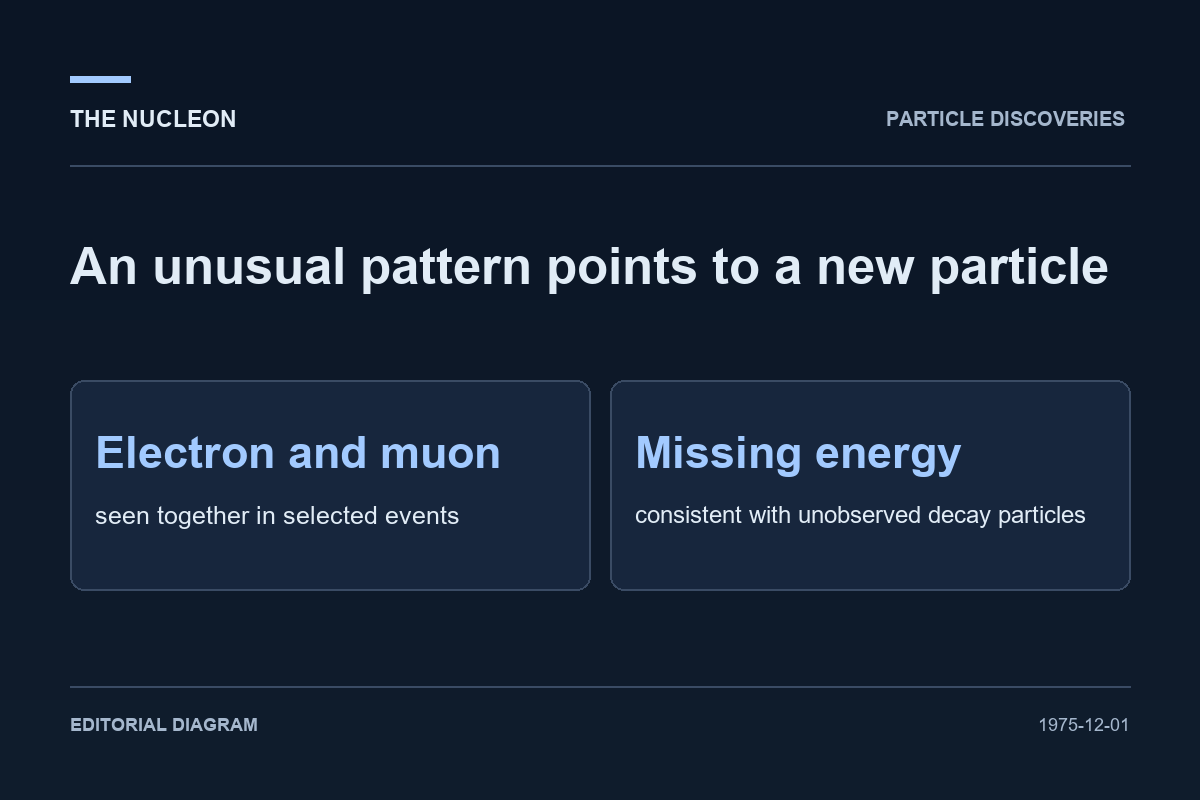 THE NUCLEON
PARTICLE DISCOVERIES
An unusual pattern points to a new particle
Electron and muon
seen together in selected events
Missing energy
consistent with unobserved decay particles
EDITORIAL DIAGRAM
1975-12-01